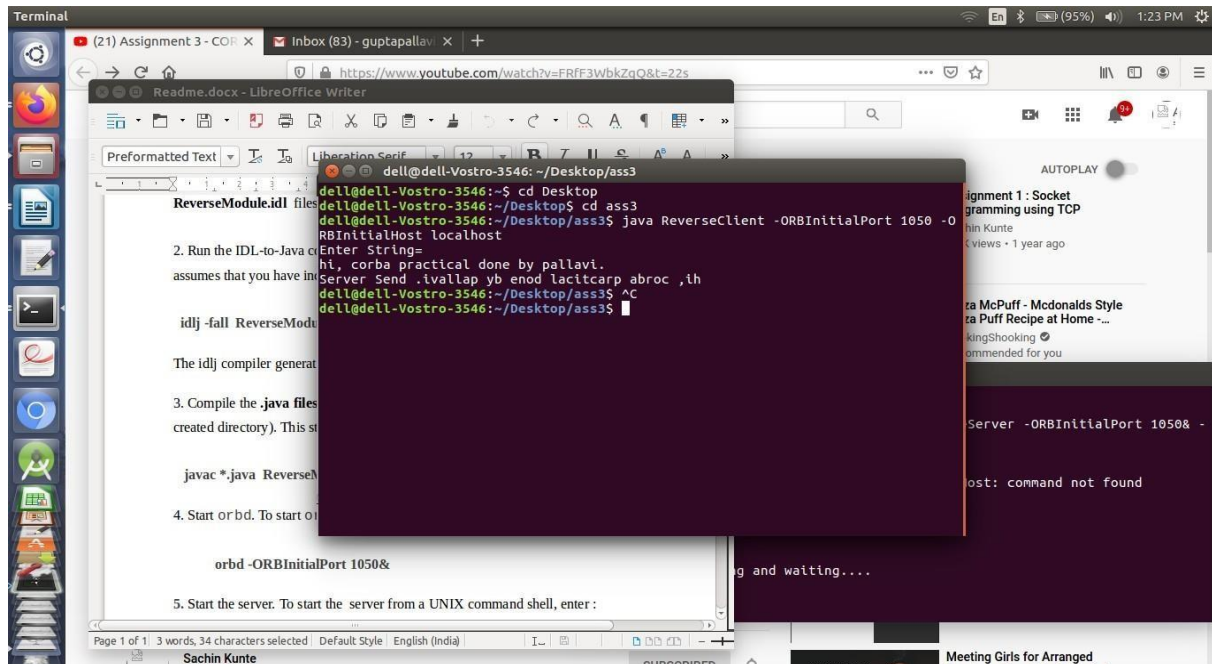 Terminal
En (95%) 1:23 PM
(21) Assignment 3 - COR × Inbox (83) - guptapallavi × +
https://www.youtube.com/watch?v=FRfF3WbkZqQ&t=22s
Readme.docx - LibreOffice Writer
9+
Preformatted Text Liberation Serif 12
AUTOPLAY
dell@dell-Vostro-3546: ~/Desktop/ass3
dell@dell-Vostro-3546:~$ cd Desktop
dell@dell-Vostro-3546:~/Desktop$ cd ass3
dell@dell-Vostro-3546:~/Desktop/ass3$ java ReverseClient -ORBInitialPort 1050 -O
RBInitialHost localhost
Enter String=
hi, corba practical done by pallavi.
Server Send .ivallap yb enod lacitcarp abroc ,ih
dell@dell-Vostro-3546:~/Desktop/ass3$ ^C
dell@dell-Vostro-3546:~/Desktop/ass3$
ReverseModule.idl files
2. Run the IDL-to-Java
assumes that you have
idlj -fall
The idlj compiler
3. Compile the .java files
created directory). This
javac *.java
4. Start orbd. To start
orbd -ORBInitialPort 1050&
5. Start the server. To start the server from a UNIX command shell, enter :
Page 1 of 1 3 words, 34 characters selected Default Style English (India)
ignment 1 : Socket
gramming using TCP
hin Kunte
views • 1 year ago
za McPuff - Mcdonalds Style
za Puff Recipe at Home -...
kingShooking
ommended for you
Server -ORBInitialPort 1050& -
ost: command not found
g and waiting....
Sachin Kunte
Meeting Girls for Arranged